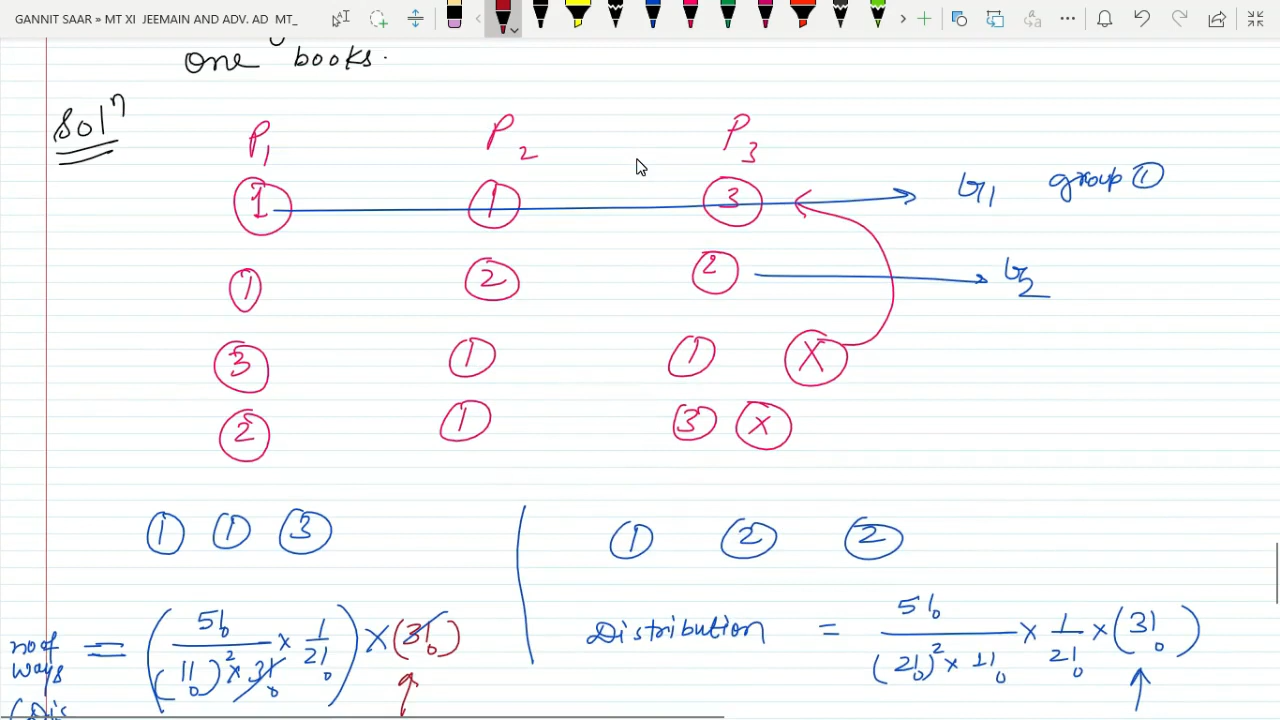 GANNIT SAAR » MT XI JEEMAIN AND ADV. AD MT_
one books.
Solⁿ
P₁ P₂ P₃
1 1 3 G₁ group ①
1 2 2 G₂
3 1 1 X
2 1 3 X
1 1 3
1 2 2
no of ways = (5! / (1!)² × 3! × 1/2!) × (3!)
Distribution = 5! / (2!)² × 1! × 1/2! × (3!)